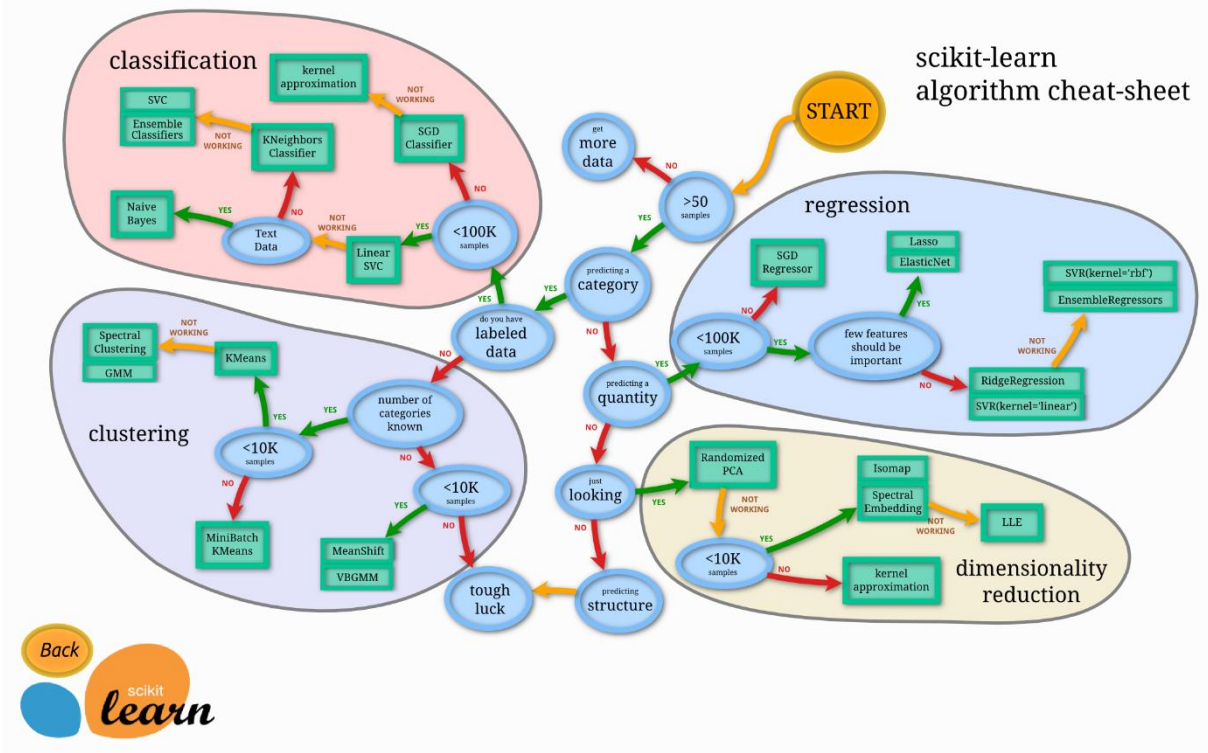 scikit-learn
algorithm cheat-sheet
START
get
more
data
NO
>50
samples
YES
predicting a
category
YES
NO
do you have
labeled
data
YES
NO
predicting a
quantity
YES
NO
just
looking
YES
NO
predicting
structure
tough
luck
classification
kernel
approximation
NOT
WORKING
SVC
Ensemble
Classifiers
NOT
WORKING
KNeighbors
Classifier
SGD
Classifier
NO
Naive
Bayes
YES
NO
Text
Data
NOT
WORKING
Linear
SVC
YES
<100K
samples
regression
SGD
Regressor
NO
<100K
samples
YES
Lasso
ElasticNet
YES
few features
should be
important
NO
SVR(kernel='rbf')
EnsembleRegressors
NOT
WORKING
RidgeRegression
SVR(kernel='linear')
clustering
Spectral
Clustering
GMM
NOT
WORKING
KMeans
YES
<10K
samples
YES
number of
categories
known
NO
NO
MiniBatch
KMeans
<10K
samples
YES
NO
MeanShift
VBGMM
dimensionality
reduction
Randomized
PCA
NOT
WORKING
<10K
samples
YES
NO
Isomap
Spectral
Embedding
NOT
WORKING
LLE
kernel
approximation
Back
scikit
learn